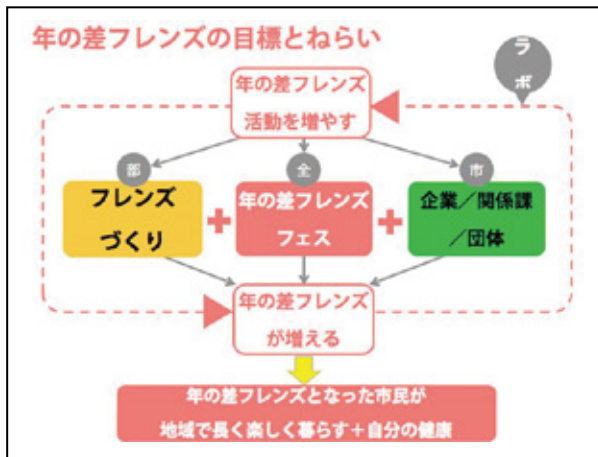 年の差フレンズの目標とねらい
ラボ
年の差フレンズ
活動を増やす
部
全
市
フレンズ
づくり
+
年の差フレンズ
フェス
+
企業／関係課
／団体
年の差フレンズ
が増える
年の差フレンズとなった市民が
地域で長く楽しく暮らす＋自分の健康